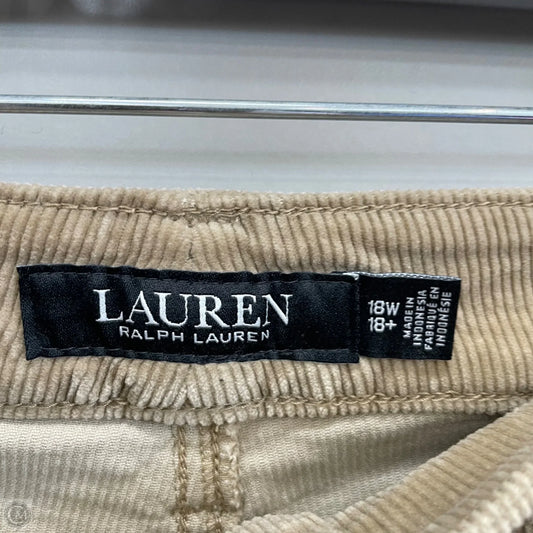 LAUREN
RALPH LAUREN
18W
18+
MADE IN
INDONESIA
FABRIQUÉ EN
INDONÉSIE